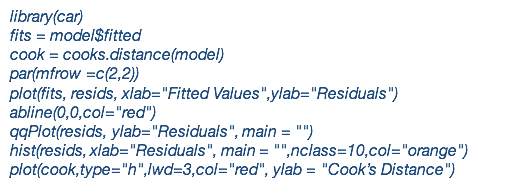 library(car)
fits = model$fitted
cook = cooks.distance(model)
par(mfrow =c(2,2))
plot(fits, resids, xlab="Fitted Values",ylab="Residuals")
abline(0,0,col="red")
qqPlot(resids, ylab="Residuals", main = "")
hist(resids, xlab="Residuals", main = "",nclass=10,col="orange")
plot(cook,type="h",lwd=3,col="red", ylab = "Cook’s Distance")